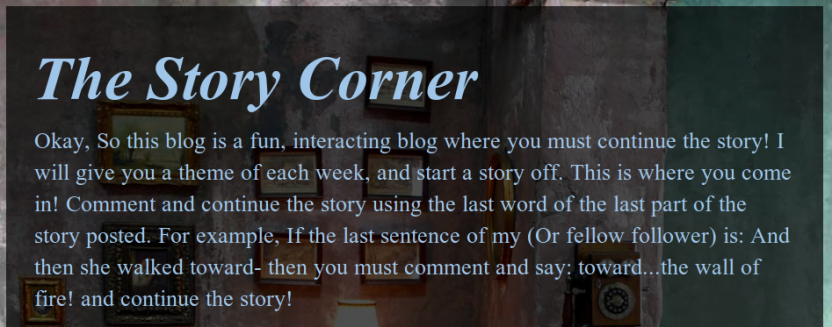 The Story Corner
Okay, So this blog is a fun, interacting blog where you must continue the story! I
will give you a theme of each week, and start a story off. This is where you come
in! Comment and continue the story using the last word of the last part of the
story posted. For example, If the last sentence of my (Or fellow follower) is: And
then she walked toward- then you must comment and say: toward...the wall of
fire! and continue the story!